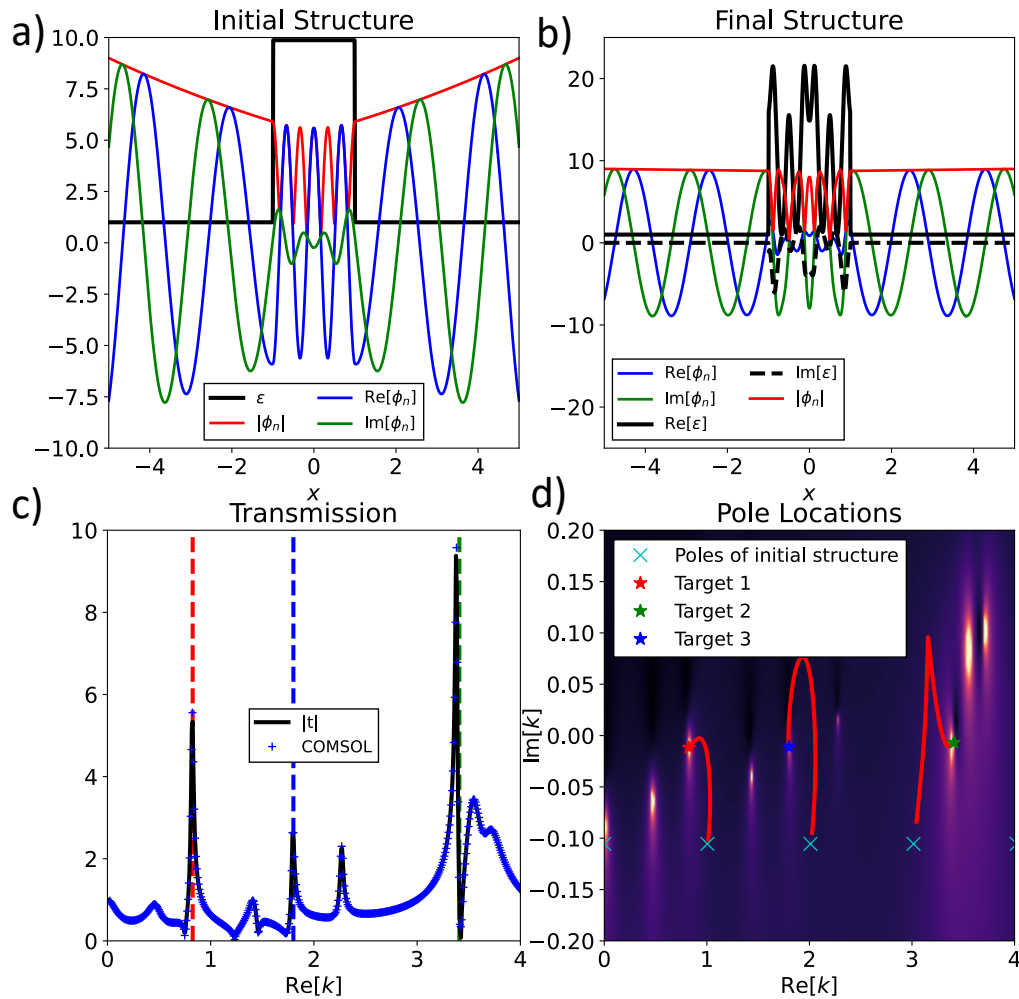 a)
Initial Structure
10.0
7.5
5.0
2.5
0.0
−2.5
−5.0
−7.5
−10.0
−4
−2
0
2
4
x
ε
|ϕₙ|
Re[ϕₙ]
Im[ϕₙ]
b)
Final Structure
20
10
0
−10
−20
−4
−2
0
2
4
x
Re[ϕₙ]
Im[ϕₙ]
Re[ε]
Im[ε]
|ϕₙ|
c)
Transmission
10
8
6
4
2
0
0
1
2
3
4
Re[k]
|t|
COMSOL
d)
Pole Locations
Im[k]
0.20
0.15
0.10
0.05
0.00
−0.05
−0.10
−0.15
−0.20
0
1
2
3
4
Re[k]
Poles of initial structure
Target 1
Target 2
Target 3